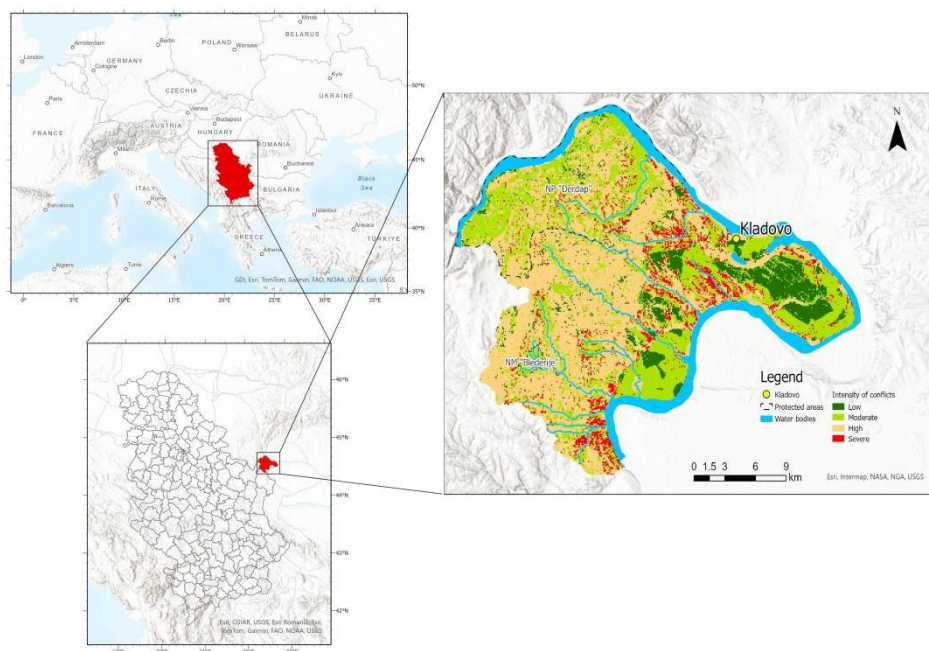 Minsk
BELARUS
London
Amsterdam
Berlin
POLAND
Warsaw
GERMANY
Cologne
Kyiv
Paris
CZECHIA
UKRAINE
50°N
Vienna
Budapest
FRANCE
AUSTRIA
HUNGARY
ROMANIA
45°N
Bucharest
ITALY
BULGARIA
Black
Sea
Barcelona
Rome
Istanbul
Ankara
40°N
GREECE
TÜRKIYE
Athens
Algiers
Tunis
GDI, Esri, TomTom, Garmin, FAO, NOAA, USGS, Esri, USGS
35°N
0°
5°E
10°E
15°E
20°E
25°E
30°E
35°E
N
NP "Đerdap"
Kladovo
NM "Blederije"
Legend
Kladovo
Protected areas
Water bodies
Intensity of conflicts
Low
Moderate
High
Severe
0 1.5 3 6 9
km
Esri, Intermap, NASA, NGA, USGS
46°N
45°N
44°N
43°N
42°N
Esri, CGIAR, USGS, Esri Romania, Esri,
TomTom, Garmin, FAO, NOAA, USGS